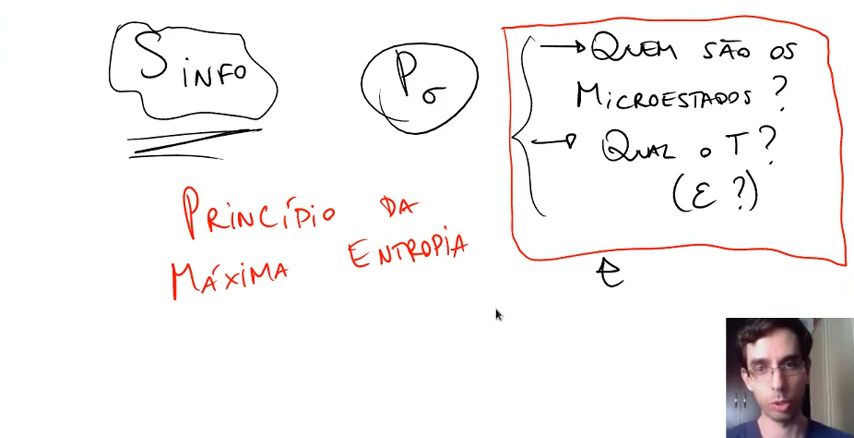 S INFO
Pσ
→ QUEM SÃO OS
MICROESTADOS?
→ QUAL O T?
(E?)
PRINCÍPIO DA
MÁXIMA ENTROPIA